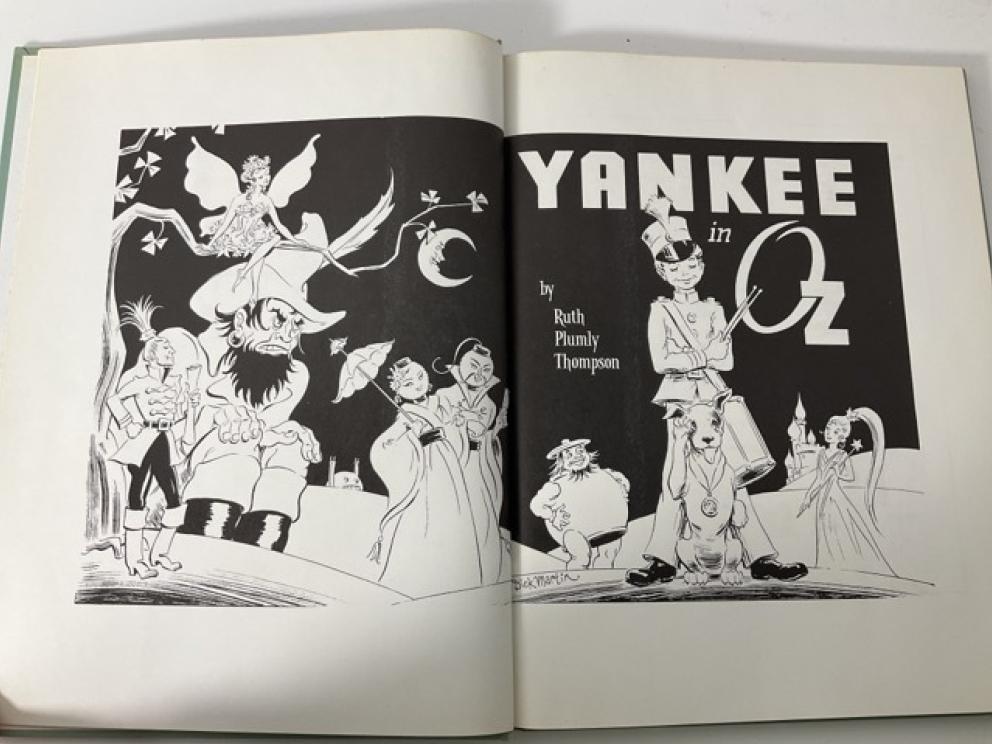 YANKEE
in
Oz
by
Ruth
Plumly
Thompson
Dick Martin